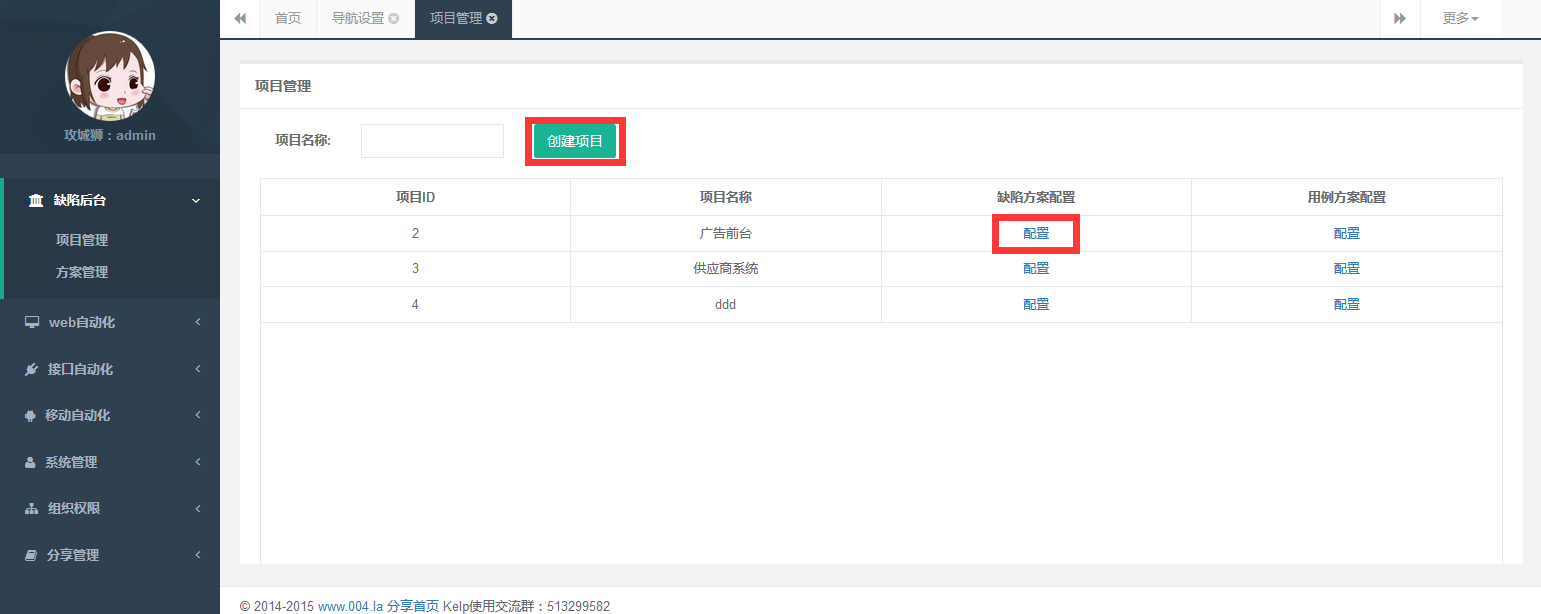 首页 导航设置 项目管理 更多
攻城狮：admin
缺陷后台
项目管理
方案管理
web自动化
接口自动化
移动自动化
系统管理
组织权限
分享管理
项目管理
项目名称: 创建项目
项目ID 项目名称 缺陷方案配置 用例方案配置
2 广告前台 配置 配置
3 供应商系统 配置 配置
4 ddd 配置 配置
© 2014-2015 www.004.la 分享首页 Kelp使用交流群：513299582